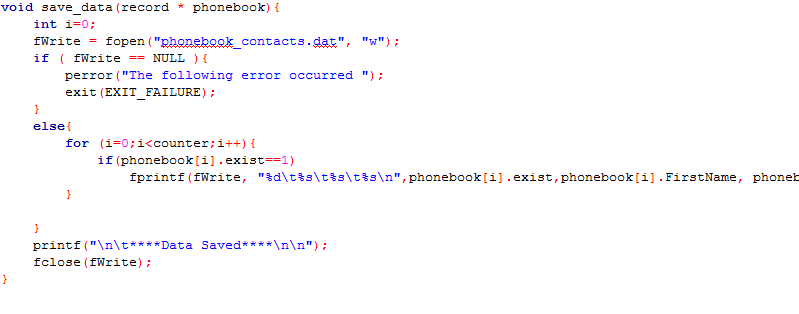 void save_data(record * phonebook){
    int i=0;
    fWrite = fopen("phonebook_contacts.dat", "w");
    if ( fWrite == NULL ){
        perror("The following error occurred ");
        exit(EXIT_FAILURE);
    }
    else{
        for (i=0;i<counter;i++){
            if(phonebook[i].exist==1)
                fprintf(fWrite, "%d\t%s\t%s\t%s\n",phonebook[i].exist,phonebook[i].FirstName, phoneb
        }
    }
    printf("\n\t****Data Saved****\n\n");
    fclose(fWrite);
}